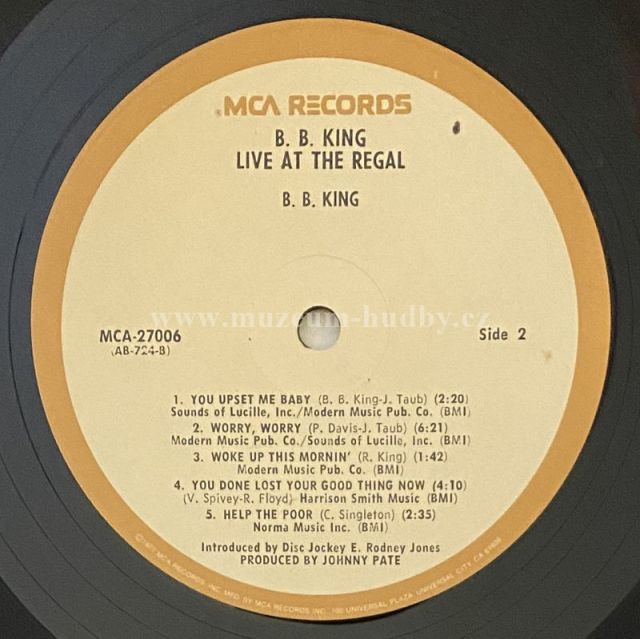 ®MCA RECORDS
B. B. KING
LIVE AT THE REGAL
B. B. KING
www.muzeum-hudby.cz
MCA-27006
(AB-724-B)
Side 2
1. YOU UPSET ME BABY (B. B. King-J. Taub) (2:20)
Sounds of Lucille, Inc./Modern Music Pub. Co. (BMI)
2. WORRY, WORRY (P. Davis-J. Taub) (6:21)
Modern Music Pub. Co./Sounds of Lucille, Inc. (BMI)
3. WOKE UP THIS MORNIN' (R. King) (1:42)
Modern Music Pub. Co. (BMI)
4. YOU DONE LOST YOUR GOOD THING NOW (4:10)
(V. Spivey-R. Floyd) Harrison Smith Music (BMI)
5. HELP THE POOR (C. Singleton) (2:35)
Norma Music Inc. (BMI)
Introduced by Disc Jockey E. Rodney Jones
PRODUCED BY JOHNNY PATE
MCA RECORDS, INC. MFD. BY MCA RECORDS INC. 100 UNIVERSAL PLAZA, UNIVERSAL CITY, CA